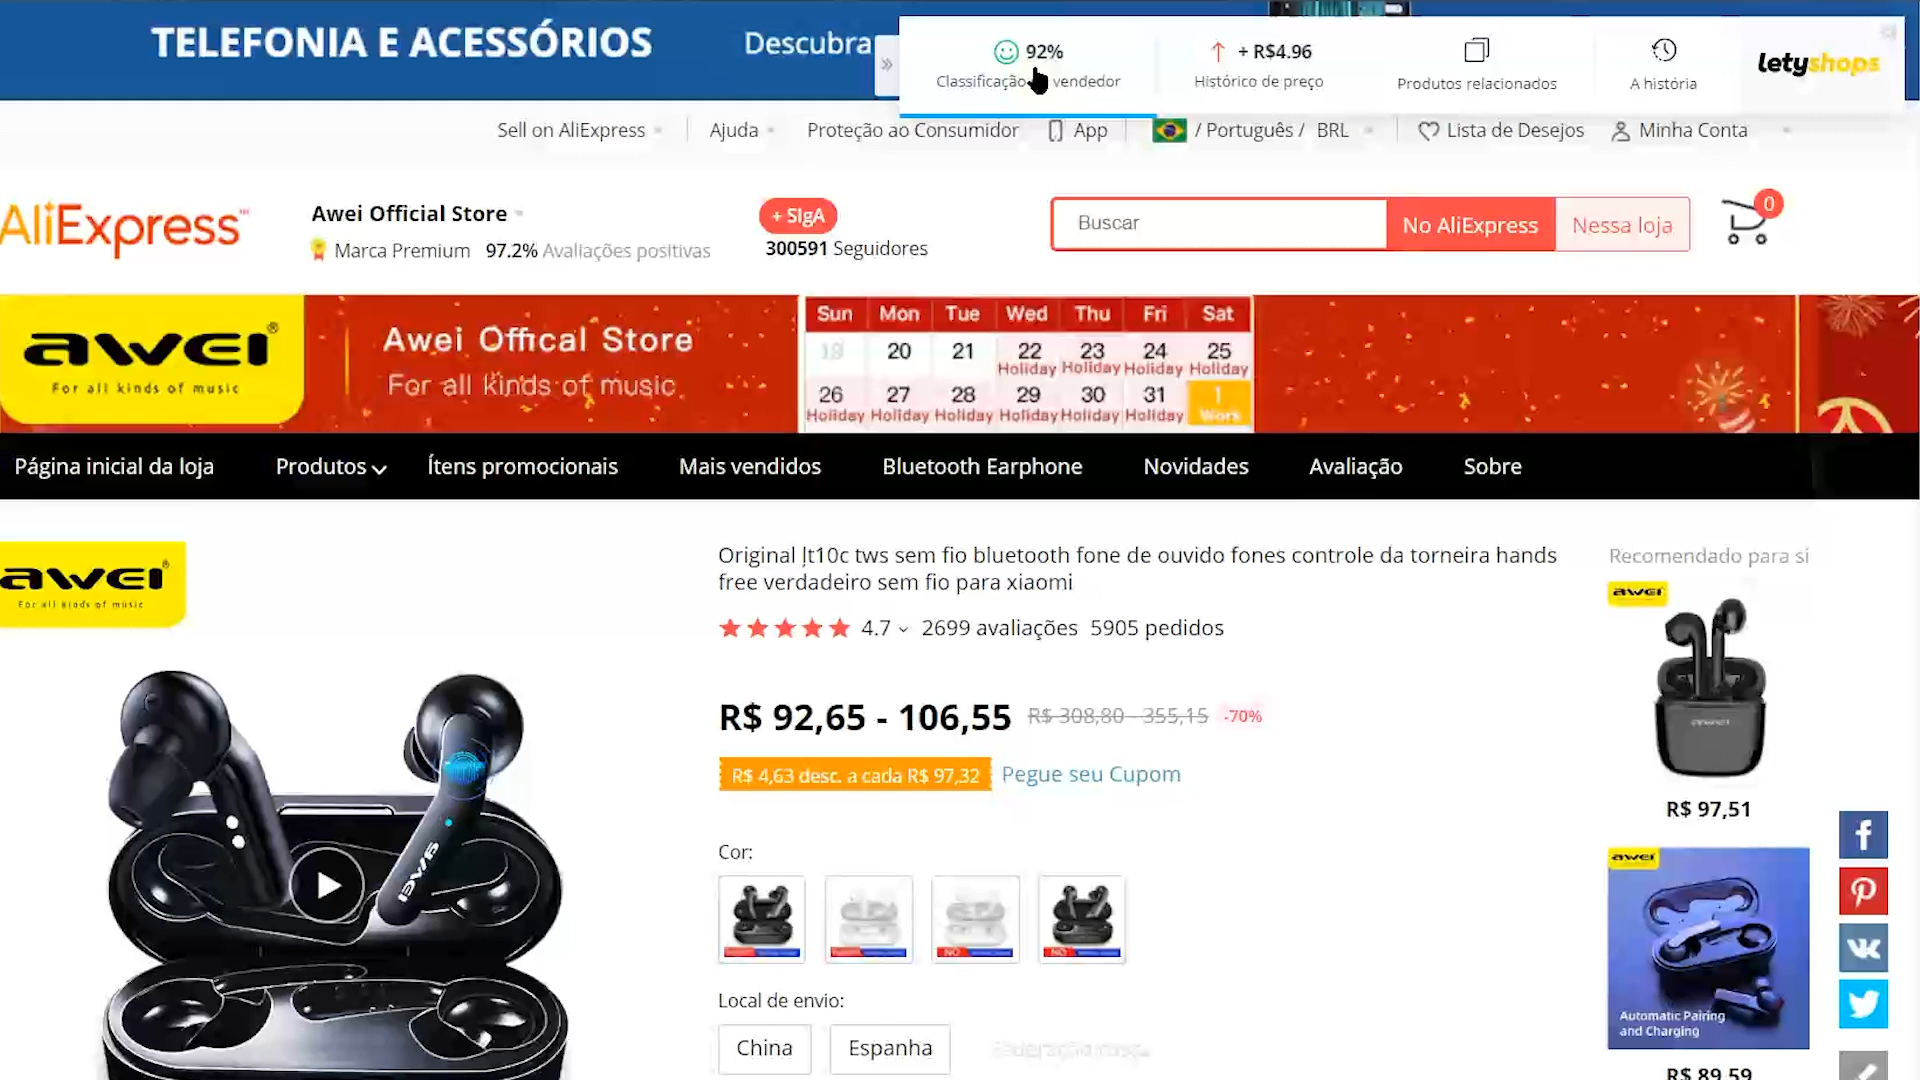 TELEFONIA E ACESSÓRIOS
Descubra
92%
Classificação vendedor
+ R$4.96
Histórico de preço
Produtos relacionados
A história
letyshops
Sell on AliExpress
Ajuda
Proteção ao Consumidor
App
/ Português / BRL
Lista de Desejos
Minha Conta
AliExpress
Awei Official Store
Marca Premium 97.2% Avaliações positivas
+ SIgA
300591 Seguidores
Buscar
No AliExpress
Nessa loja
0
AWEI®
For all kinds of music
Awei Offical Store
For all kinds of music
Sun Mon Tue Wed Thu Fri Sat
19 20 21 22 23 24 25
Holiday Holiday Holiday Holiday
26 27 28 29 30 31 1
Holiday Holiday Holiday Holiday Holiday Holiday Work
Página inicial da loja
Produtos
Ítens promocionais
Mais vendidos
Bluetooth Earphone
Novidades
Avaliação
Sobre
AWEI®
For all kinds of music
AWEI
Original |t10c tws sem fio bluetooth fone de ouvido fones controle da torneira hands
free verdadeiro sem fio para xiaomi
4.7 2699 avaliações 5905 pedidos
R$ 92,65 - 106,55 R$ 308,80 - 355,15 -70%
R$ 4,63 desc. a cada R$ 97,32 Pegue seu Cupom
Cor:
NO
NO
Local de envio:
China
Espanha
Recomendado para si
AWEI
R$ 97,51
AWEI
Automatic Pairing
and Charging
R$ 89,59